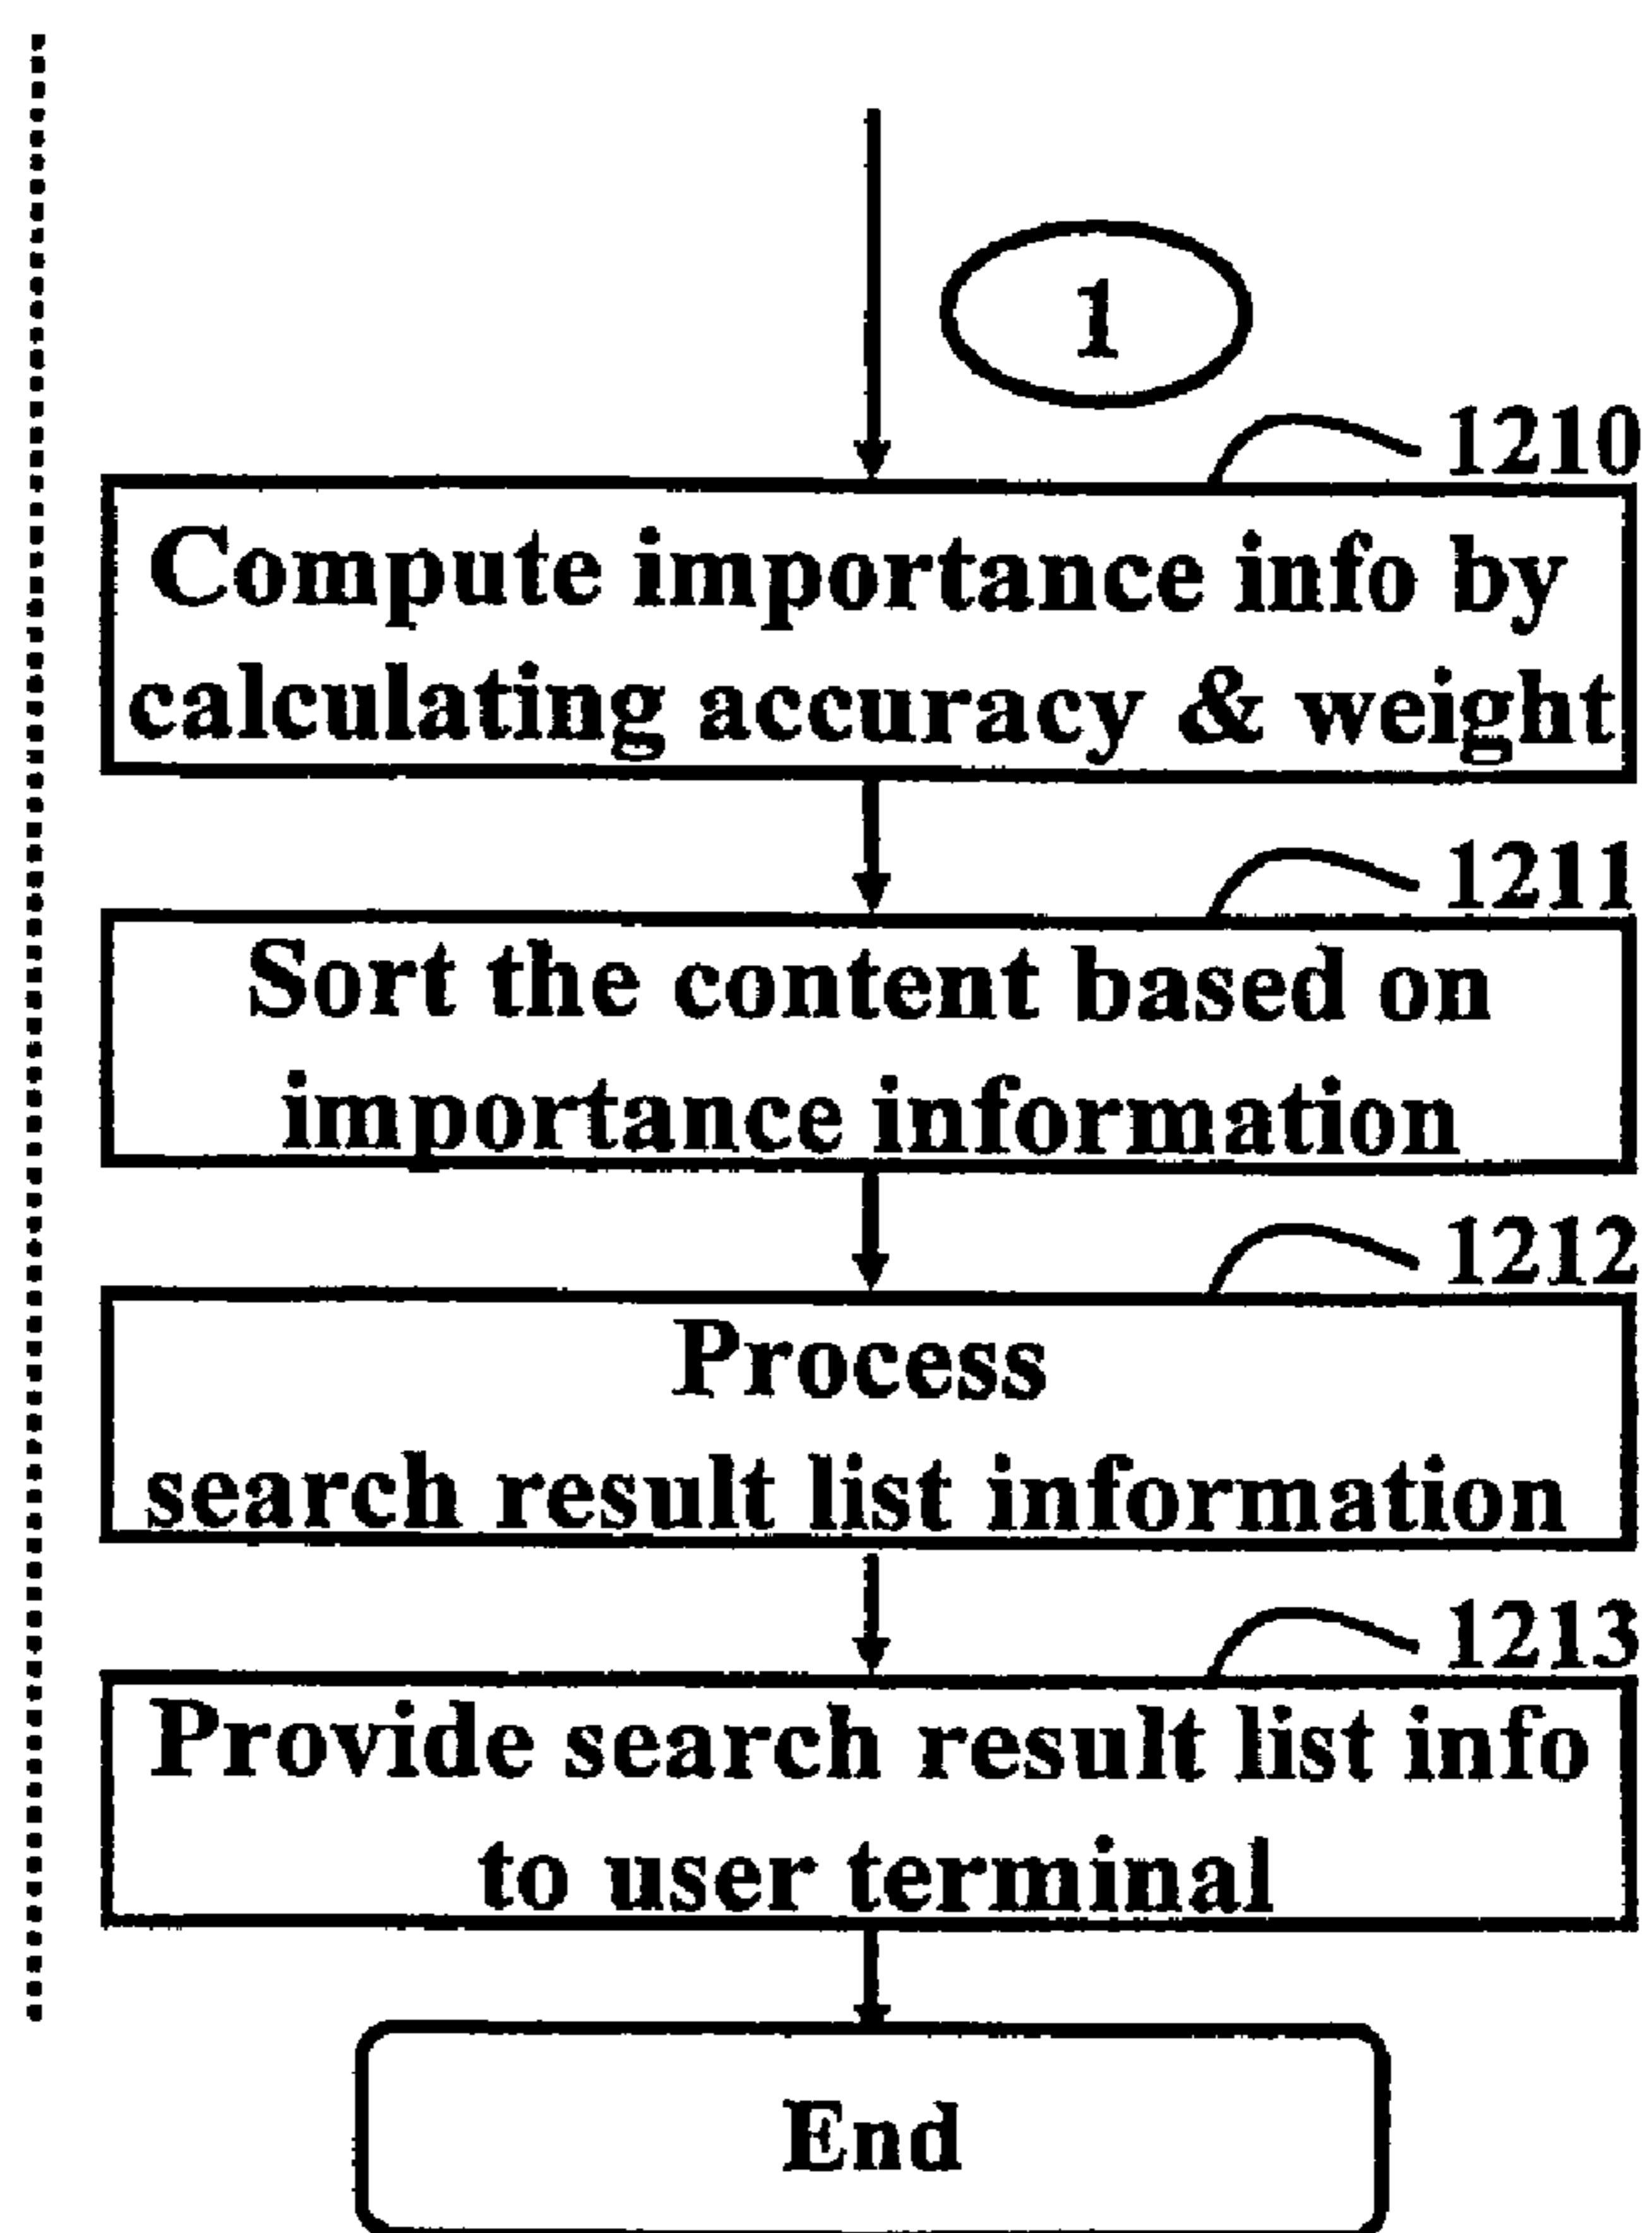 1
1210
Compute importance info by
calculating accuracy & weight
1211
Sort the content based on
importance information
1212
Process
search result list information
1213
Provide search result list info
to user terminal
End